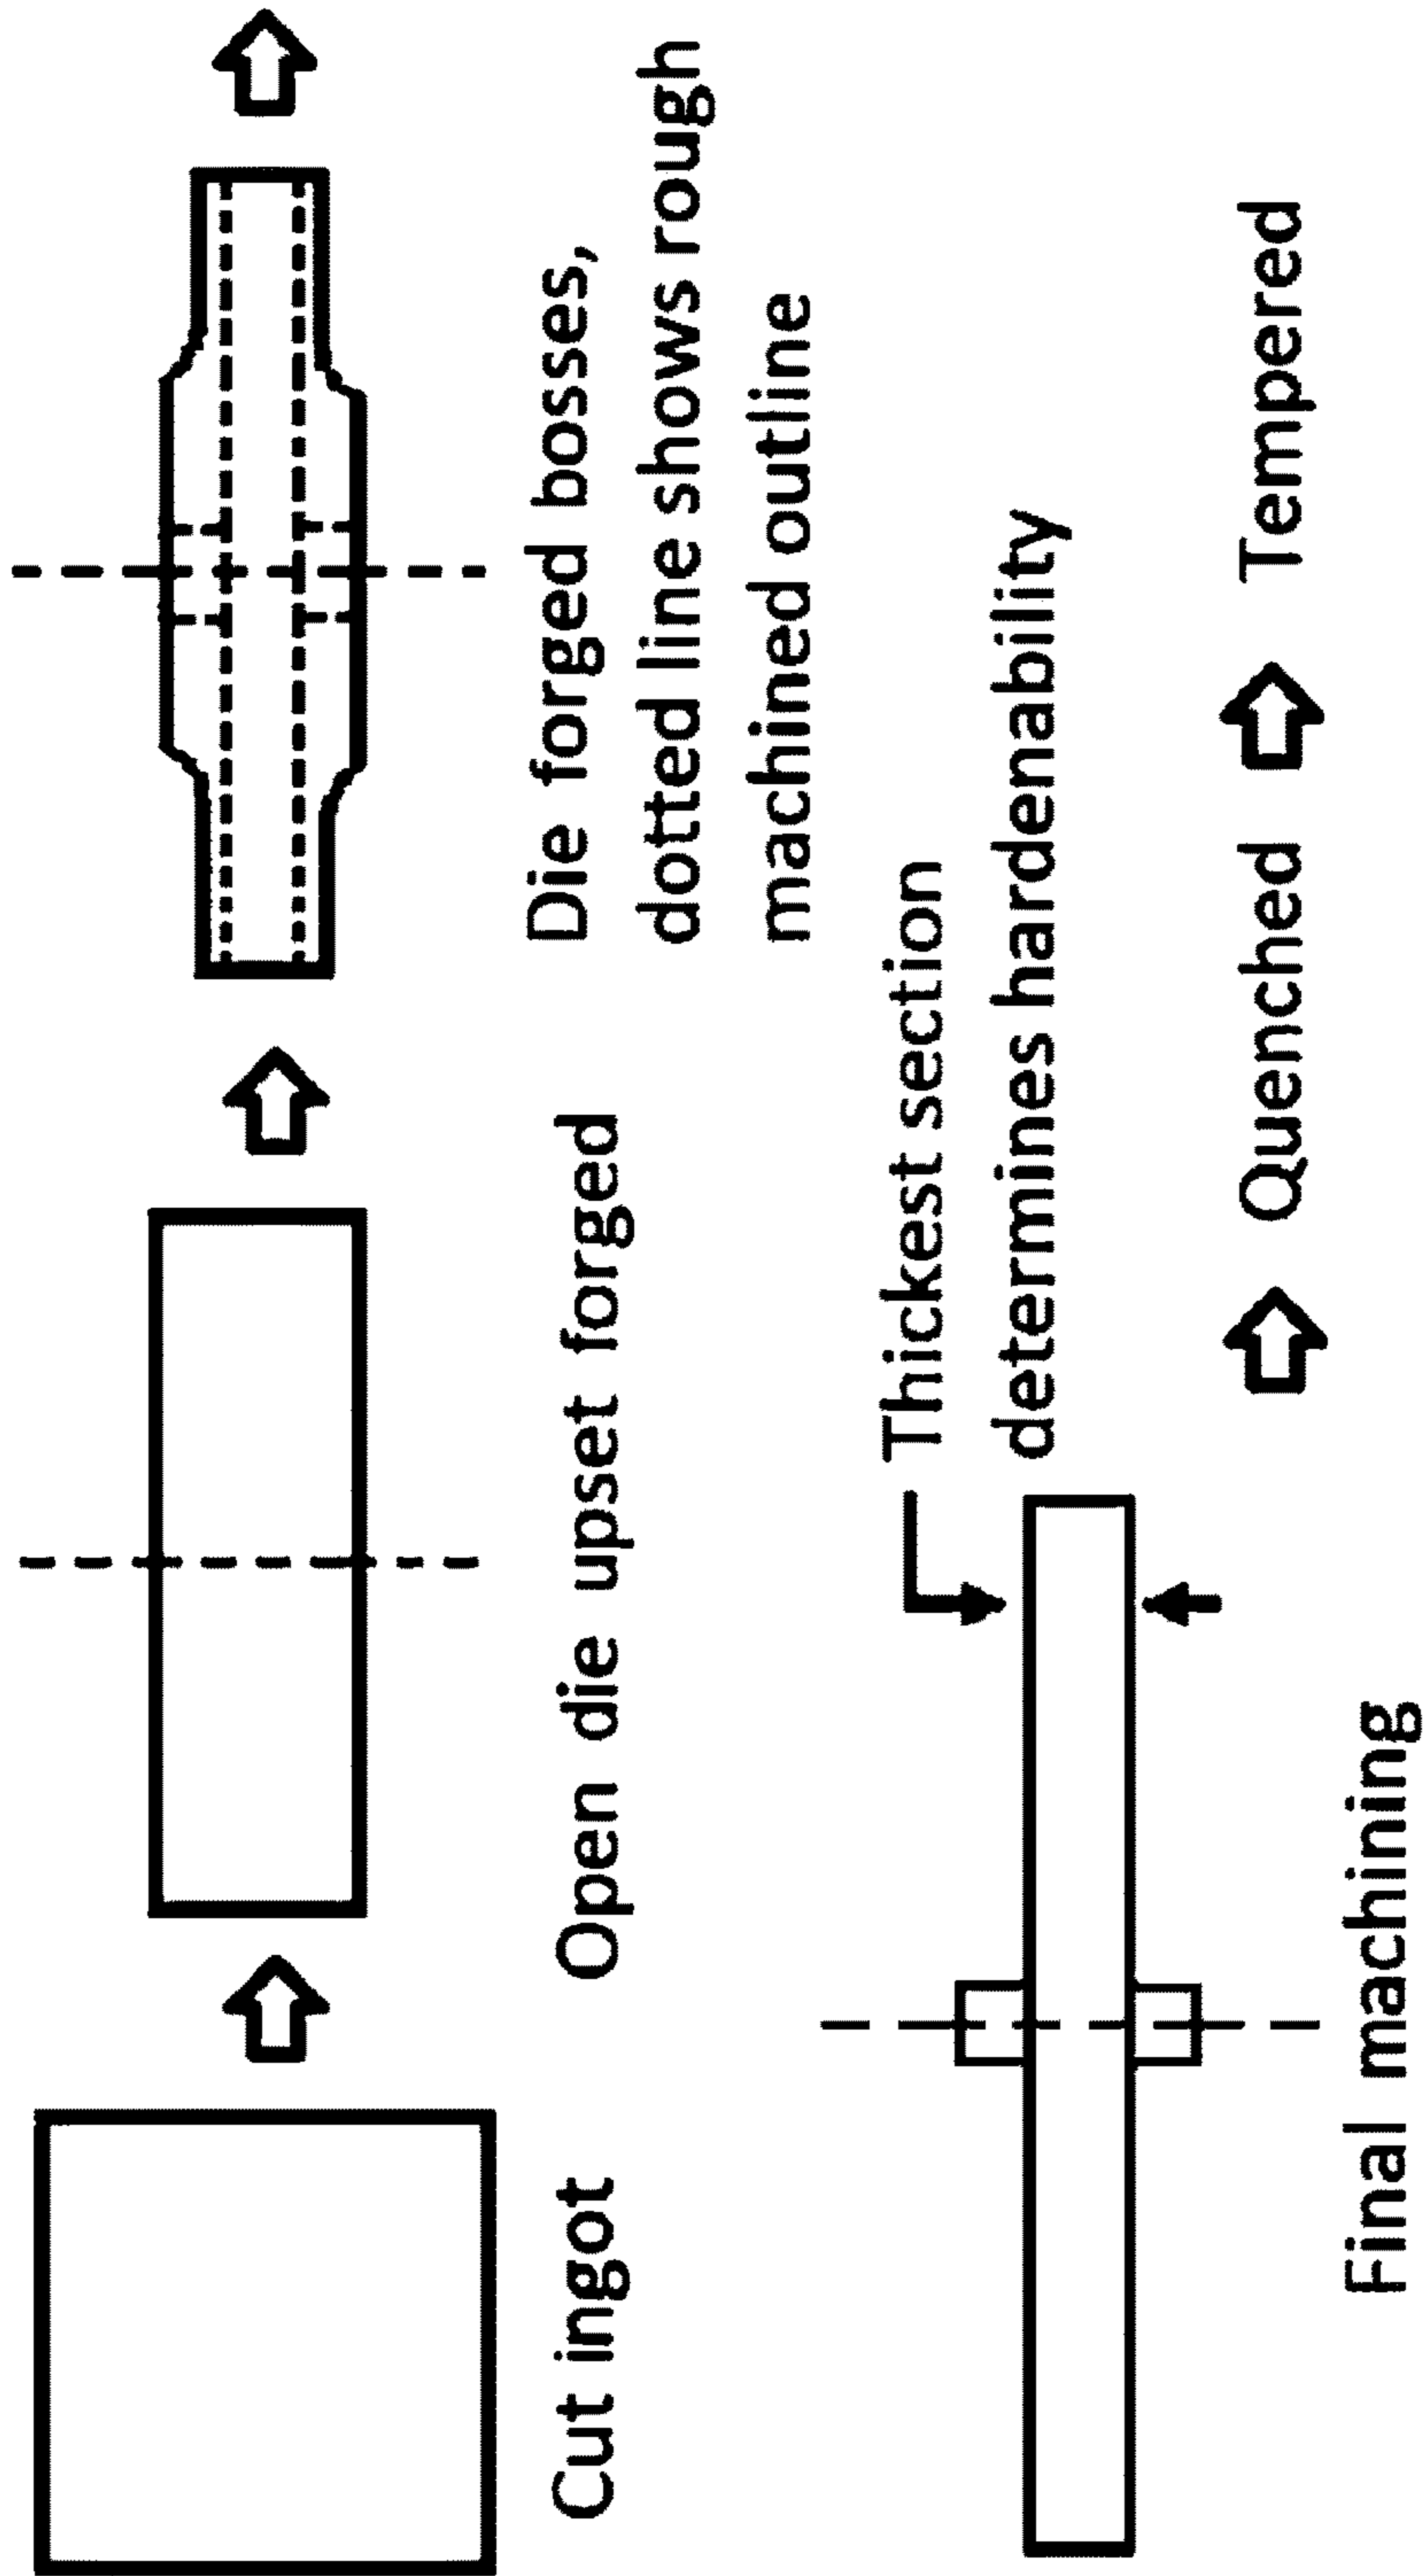 Cut ingot
Open die upset forged
Die forged bosses,
dotted line shows rough
machined outline
Thickest section
determines hardenability
Final machining
Quenched
Tempered